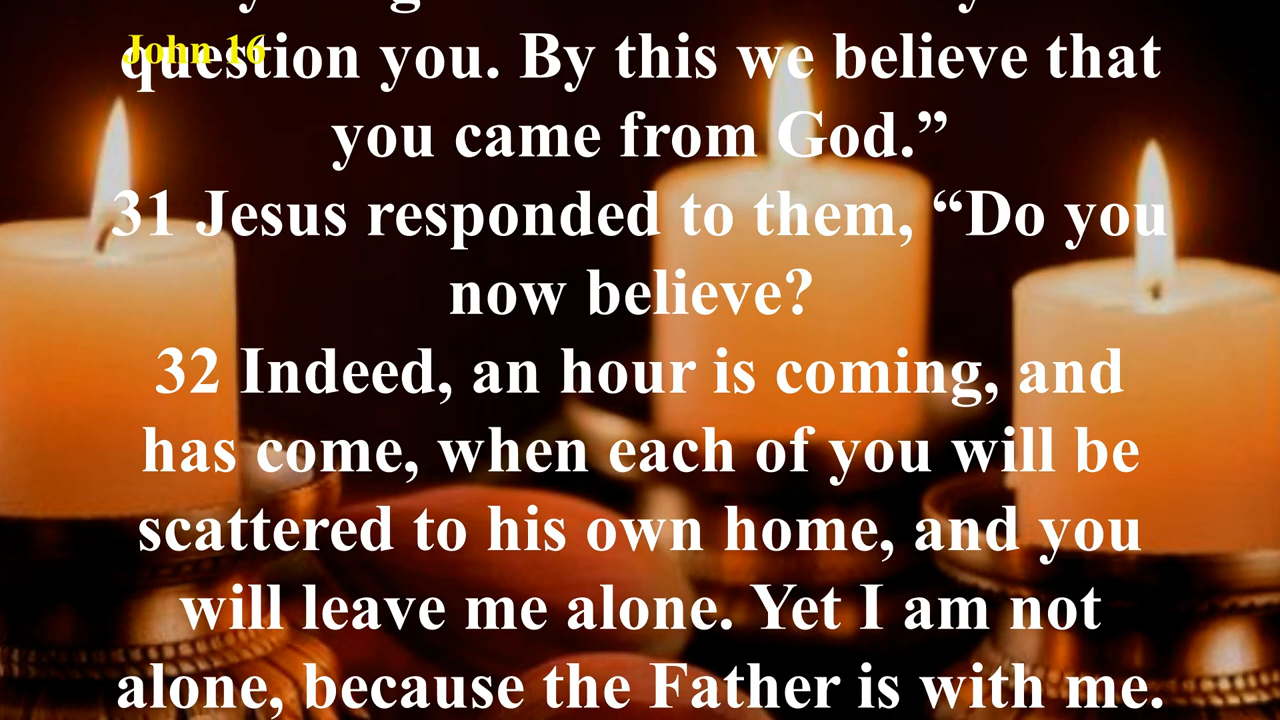 John 16
question you. By this we believe that
you came from God.”
31 Jesus responded to them, “Do you
now believe?
32 Indeed, an hour is coming, and
has come, when each of you will be
scattered to his own home, and you
will leave me alone. Yet I am not
alone, because the Father is with me.